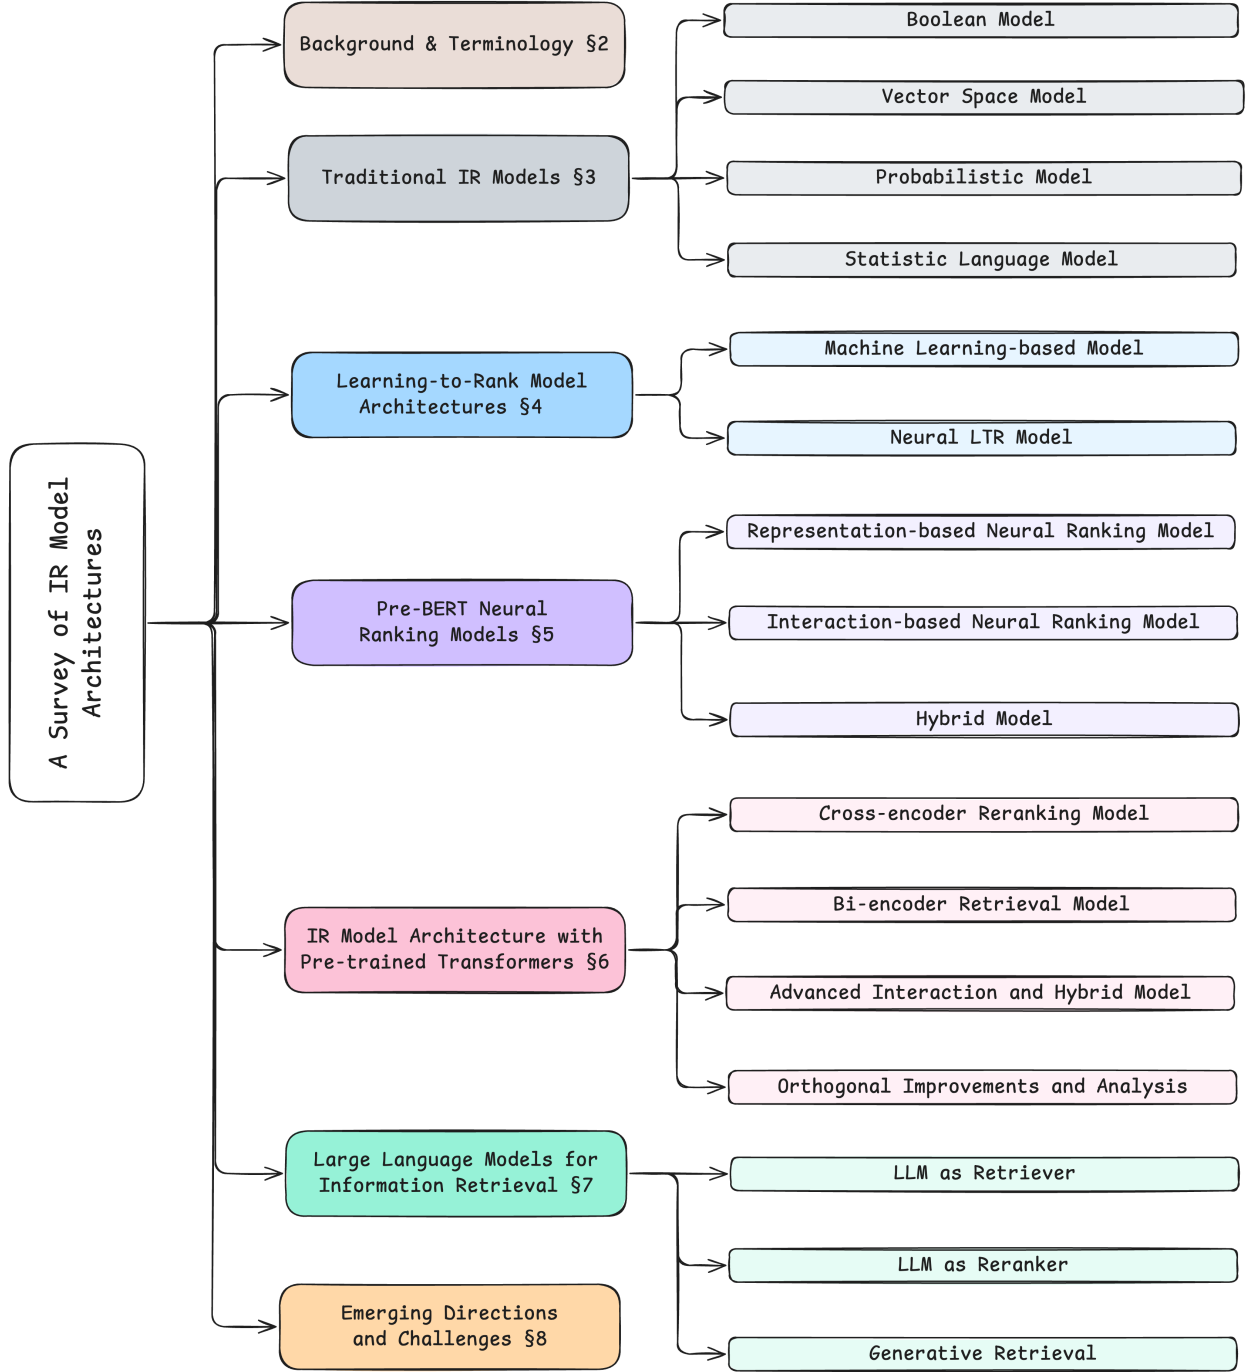 A Survey of IR Model
Architectures
Background & Terminology §2
Traditional IR Models §3
Boolean Model
Vector Space Model
Probabilistic Model
Statistic Language Model
Learning-to-Rank Model
Architectures §4
Machine Learning-based Model
Neural LTR Model
Pre-BERT Neural
Ranking Models §5
Representation-based Neural Ranking Model
Interaction-based Neural Ranking Model
Hybrid Model
IR Model Architecture with
Pre-trained Transformers §6
Cross-encoder Reranking Model
Bi-encoder Retrieval Model
Advanced Interaction and Hybrid Model
Orthogonal Improvements and Analysis
Large Language Models for
Information Retrieval §7
LLM as Retriever
LLM as Reranker
Generative Retrieval
Emerging Directions
and Challenges §8